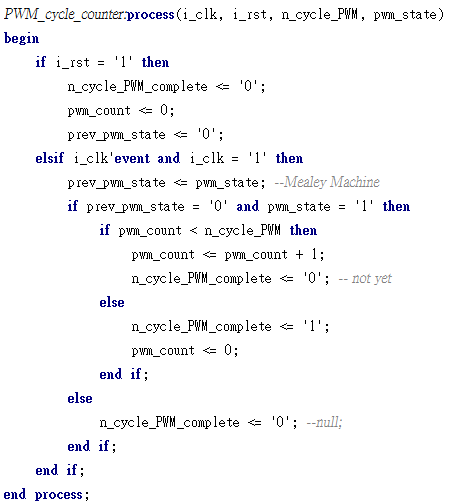 PWM_cycle_counter:process(i_clk, i_rst, n_cycle_PWM, pwm_state)
begin
    if i_rst = '1' then
        n_cycle_PWM_complete <= '0';
        pwm_count <= 0;
        prev_pwm_state <= '0';
    elsif i_clk'event and i_clk = '1' then
        prev_pwm_state <= pwm_state; --Mealey Machine
        if prev_pwm_state = '0' and pwm_state = '1' then
            if pwm_count < n_cycle_PWM then
                pwm_count <= pwm_count + 1;
                n_cycle_PWM_complete <= '0'; -- not yet
            else
                n_cycle_PWM_complete <= '1';
                pwm_count <= 0;
            end if;
        else
            n_cycle_PWM_complete <= '0'; --null;
        end if;
    end if;
end process;